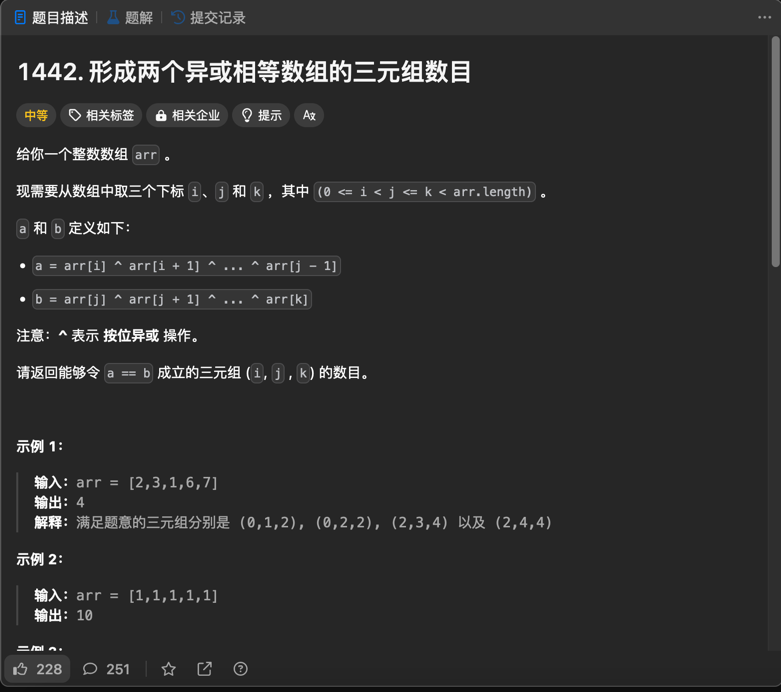 题目描述 题解 提交记录
1442. 形成两个异或相等数组的三元组数目
中等 相关标签 相关企业 提示
给你一个整数数组 arr 。
现需要从数组中取三个下标 i、j 和 k ，其中 (0 <= i < j <= k < arr.length) 。
a 和 b 定义如下：
• a = arr[i] ^ arr[i + 1] ^ ... ^ arr[j - 1]
• b = arr[j] ^ arr[j + 1] ^ ... ^ arr[k]
注意：^ 表示 按位异或 操作。
请返回能够令 a == b 成立的三元组 (i, j , k) 的数目。
示例 1：
输入：arr = [2,3,1,6,7]
输出：4
解释：满足题意的三元组分别是 (0,1,2), (0,2,2), (2,3,4) 以及 (2,4,4)
示例 2：
输入：arr = [1,1,1,1,1]
输出：10
228 251